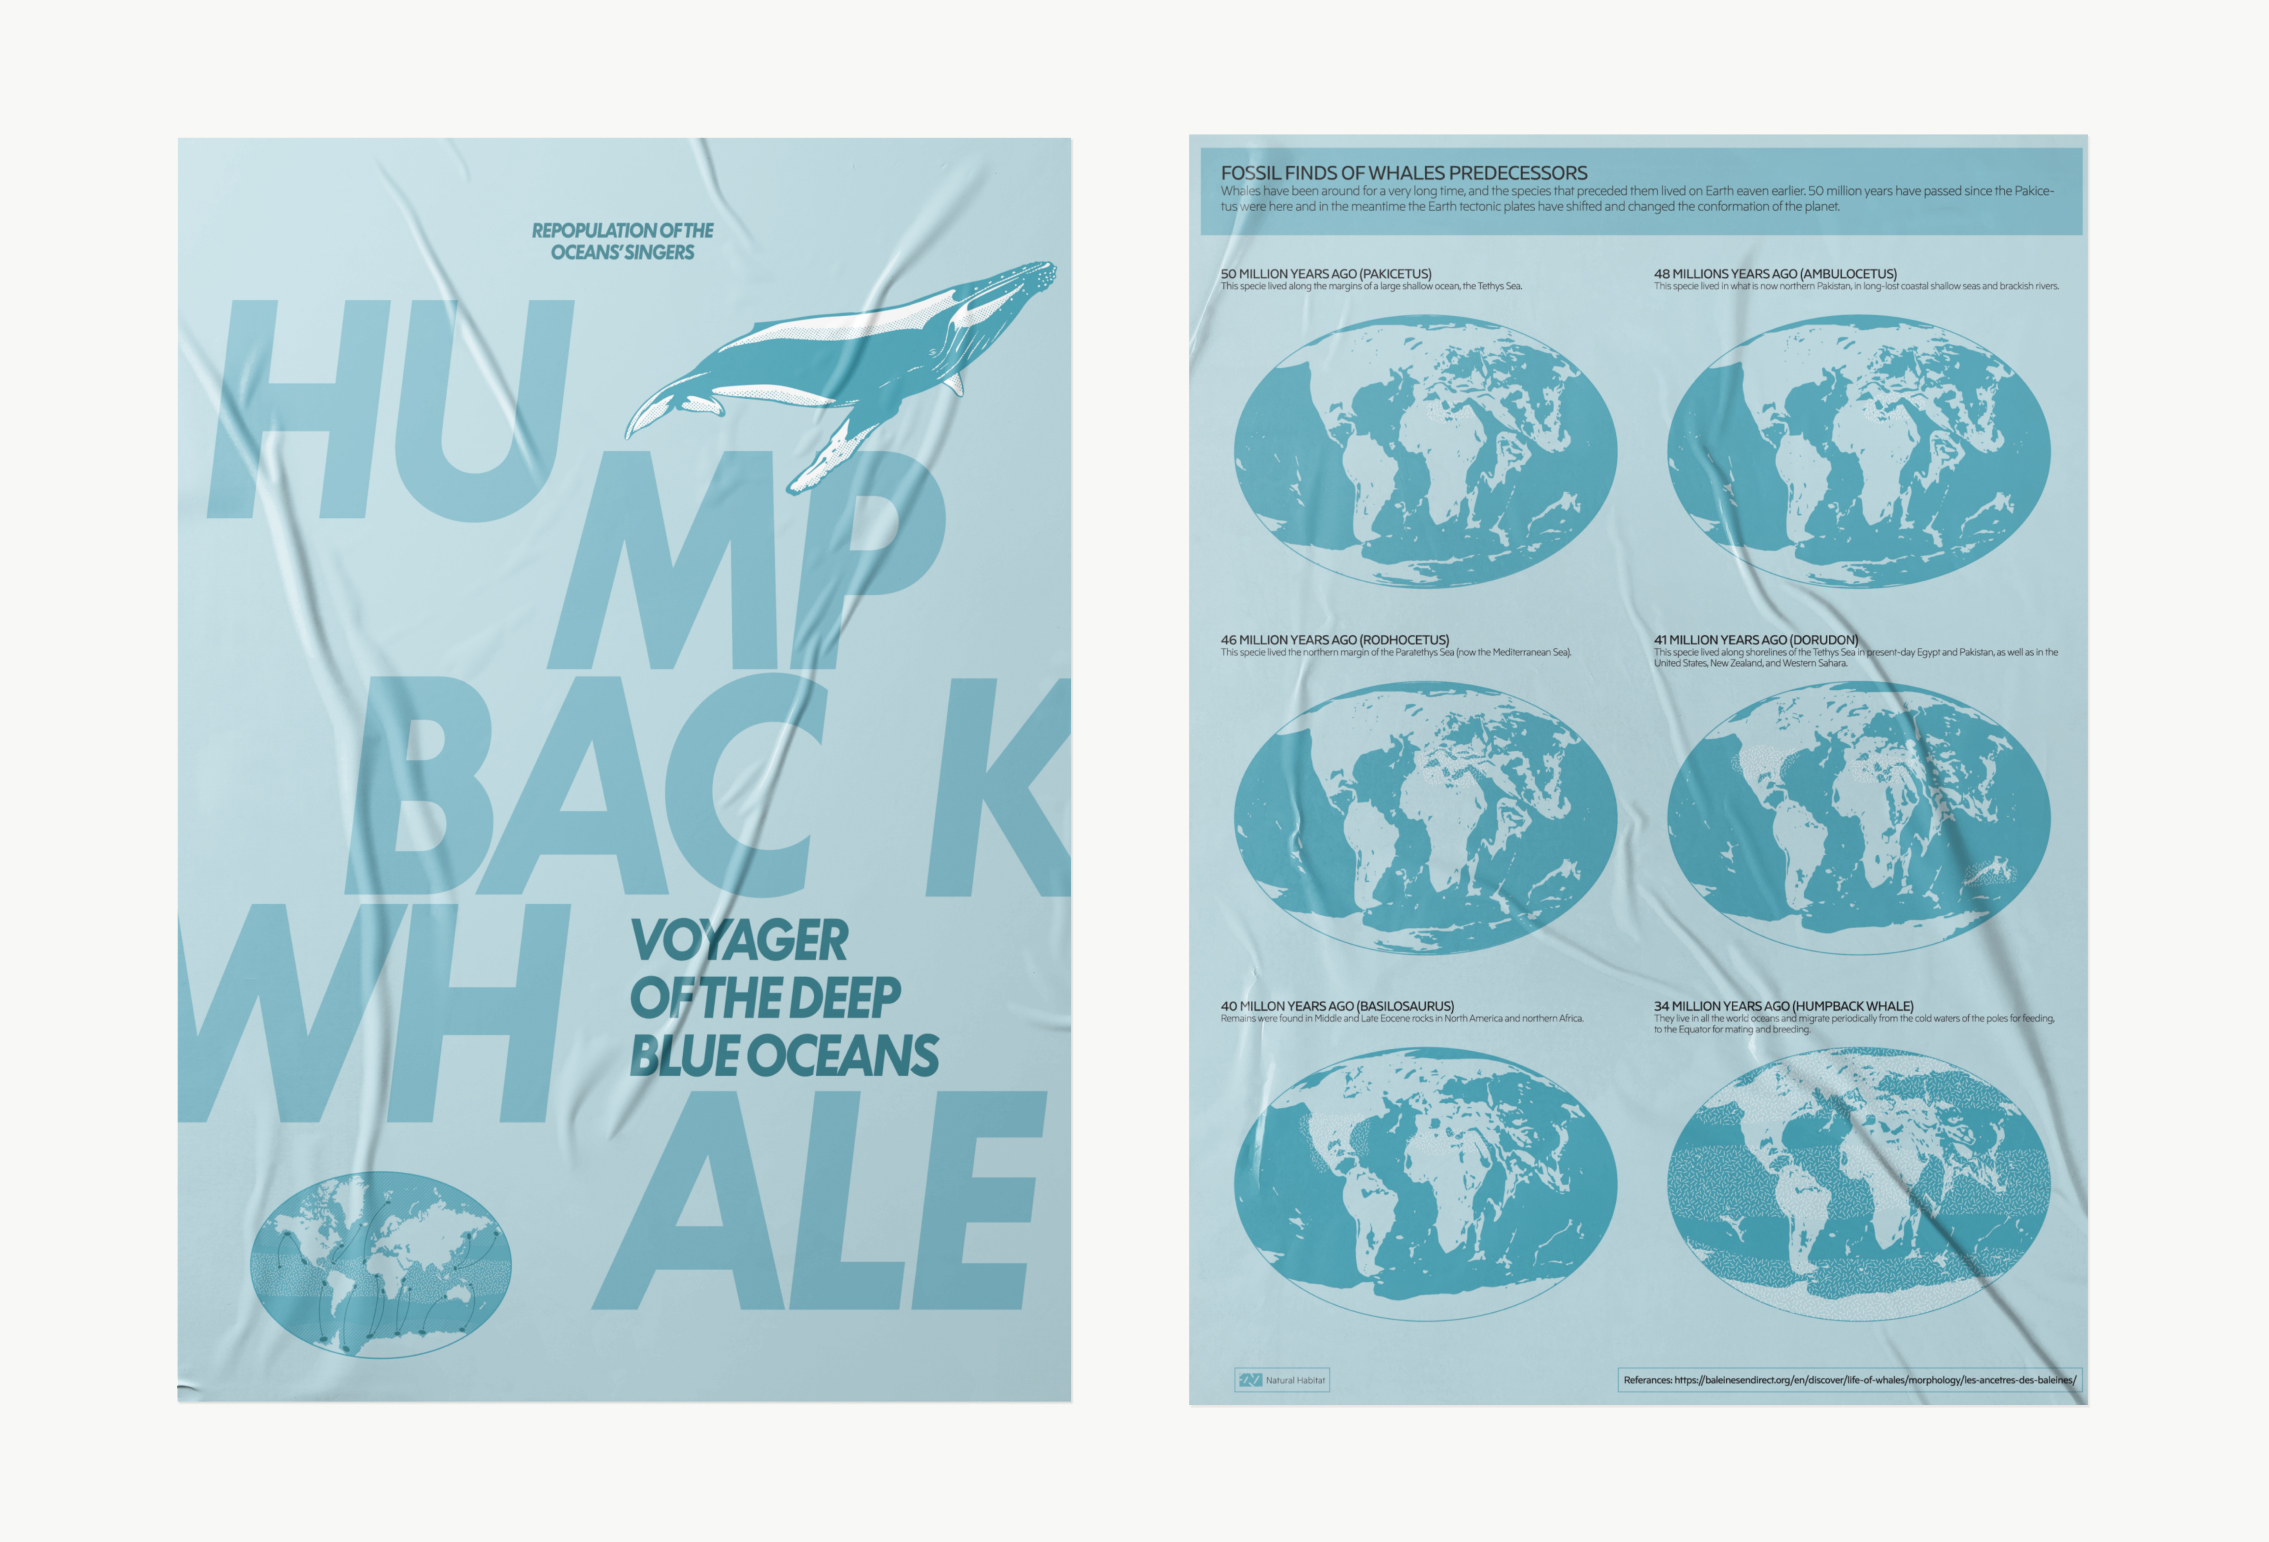 REPOPULATION OF THE
OCEANS' SINGERS
HU
MP
BAC K
WH
VOYAGER
OF THE DEEP
BLUE OCEANS
ALE
FOSSIL FINDS OF WHALES PREDECESSORS
Whales have been around for a very long time, and the species that preceded them lived on Earth eaven earlier. 50 million years have passed since the Pakice-
tus were here and in the meantime the Earth tectonic plates have shifted and changed the conformation of the planet.
50 MILLION YEARS AGO (PAKICETUS)
This specie lived along the margins of a large shallow ocean, the Tethys Sea.
48 MILLIONS YEARS AGO (AMBULOCETUS)
This specie lived in what is now northern Pakistan, in long-lost coastal shallow seas and brackish rivers.
46 MILLION YEARS AGO (RODHOCETUS)
This specie lived the northern margin of the Paratethys Sea (now the Mediterranean Sea).
41 MILLION YEARS AGO (DORUDON)
This specie lived along shorelines of the Tethys Sea in present-day Egypt and Pakistan, as well as in the
United States, New Zealand, and Western Sahara.
40 MILLON YEARS AGO (BASILOSAURUS)
Remains were found in Middle and Late Eocene rocks in North America and northern Africa.
34 MILLION YEARS AGO (HUMPBACK WHALE)
They live in all the world oceans and migrate periodically from the cold waters of the poles for feeding,
to the Equator for mating and breeding.
Natural Habitat
Referances: https://baleinesendirect.org/en/discover/life-of-whales/morphology/les-ancetres-des-baleines/